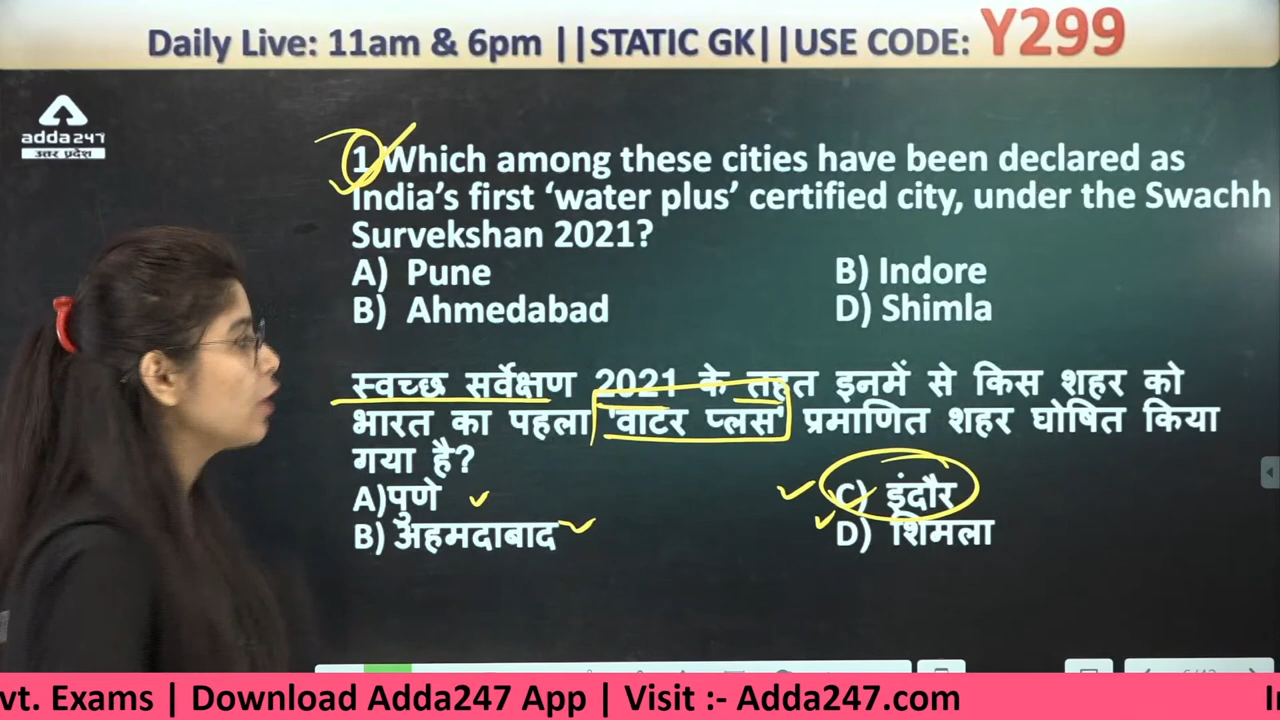 Daily Live: 11am & 6pm ||STATIC GK||USE CODE: Y299
adda247
उत्तर प्रदेश
1 Which among these cities have been declared as
India's first ‘water plus’ certified city, under the Swachh
Survekshan 2021?
A) Pune B) Indore
B) Ahmedabad D) Shimla
स्वच्छ सर्वेक्षण 2021 के तहत इनमें से किस शहर को
भारत का पहला 'वाटर प्लस' प्रमाणित शहर घोषित किया
गया है?
A)पुणे C) इंदौर
B) अहमदाबाद D) शिमला
vt. Exams | Download Adda247 App | Visit :- Adda247.com